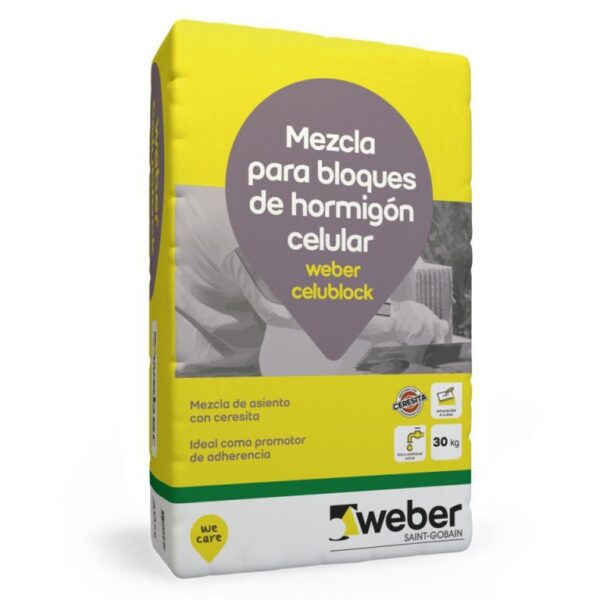 Mezcla
para bloques
de hormigón
celular
weber
celublock
Mezcla de asiento
con ceresita
Ideal como promotor
de adherencia
CERESITA
30 kg
we
care
weber
SAINT-GOBAIN
weber